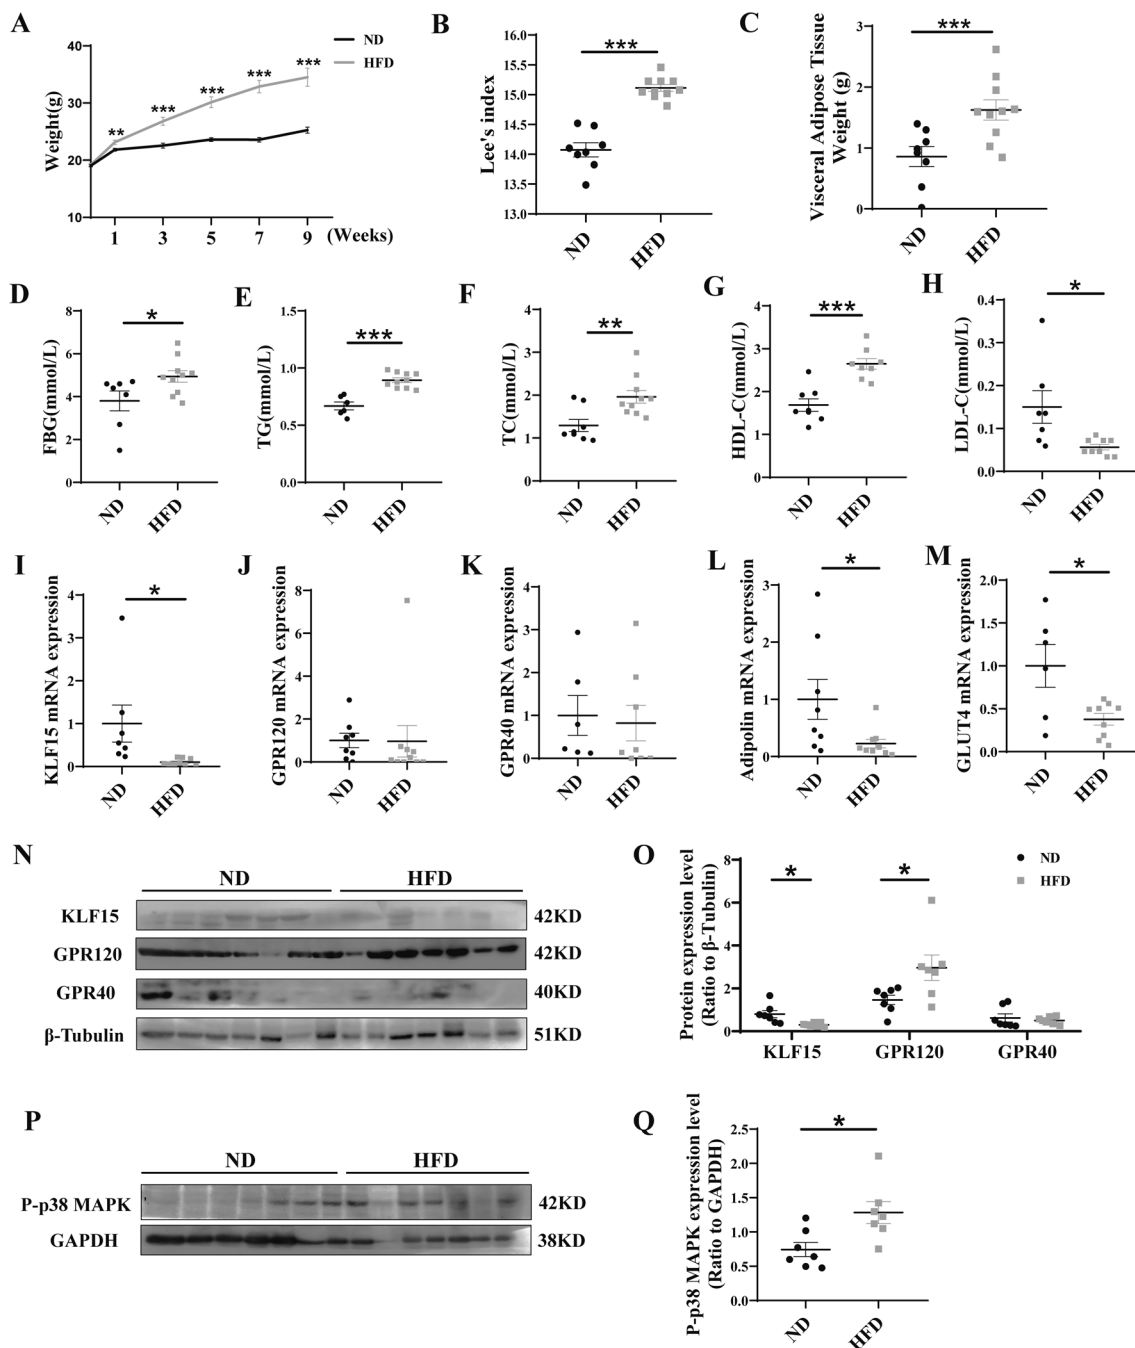 A
ND
HFD
Weight(g)
40
30
20
10
** *** *** *** ***
1 3 5 7 9 (Weeks)
B
Lee's index
16.0
15.0
14.5
14.0
13.5
13.0
***
ND HFD
C
Visceral Adipose Tissue
Weight (g)
3
2
1
0
***
ND HFD
D
FBG(mmol/L)
8
6
4
2
0
*
ND HFD
E
TG(mmol/L)
1.5
1.0
0.5
0.0
***
ND HFD
F
TC(mmol/L)
4
3
2
1
0
**
ND HFD
G
HDL-C(mmol/L)
4
3
2
1
0
***
ND HFD
H
LDL-C(mmol/L)
0.4
0.3
0.2
0.1
0.0
*
ND HFD
I
KLF15 mRNA expression
4
3
2
1
0
*
ND HFD
J
GPR120 mRNA expression
8
6
4
2
0
ND HFD
K
GPR40 mRNA expression
4
3
2
1
0
ND HFD
L
Adipolin mRNA expression
3
2
1
0
*
ND HFD
M
GLUT4 mRNA expression
2.0
1.5
1.0
0.5
0.0
*
ND HFD
N
ND HFD
KLF15 42KD
GPR120 42KD
GPR40 40KD
β-Tubulin 51KD
O
Protein expression level
(Ratio to β-Tubulin)
8
6
4
2
0
* *
ND
HFD
KLF15 GPR120 GPR40
P
ND HFD
P-p38 MAPK 42KD
GAPDH 38KD
Q
P-p38 MAPK expression level
(Ratio to GAPDH)
2.5
2.0
1.5
1.0
0.5
0.0
*
ND HFD